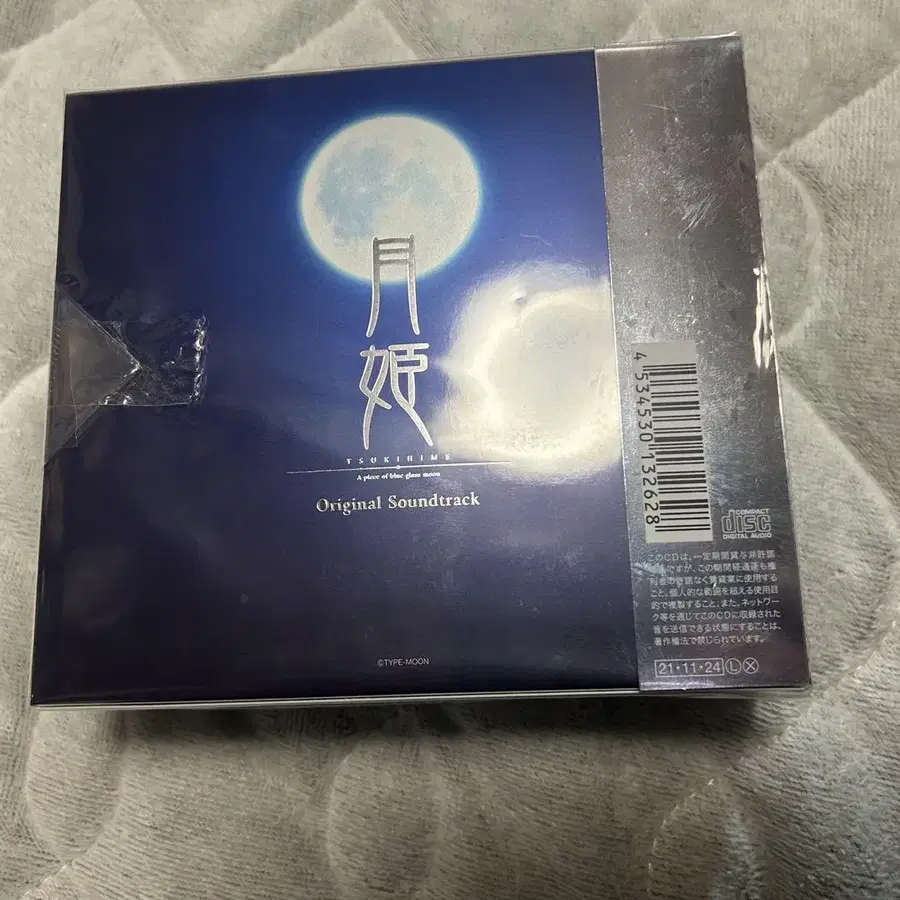 月姫
TSUKIHIME
A piece of blue glass moon
Original Soundtrack
©TYPE-MOON
4 534530 132628
COMPACT
disc
DIGITAL AUDIO
このCDは、一定期間貸与非許諾
ですが、この期間経過後も権
利者の許諾なく賃貸業に使用する
こと、個人的な範囲を超える使用目
的で複製すること、また、ネットワー
ク等を通じてこのCDに収録された
音を送信できる状態にすることは、
著作権法で禁じられています。
21・11・24 Ⓛ Ⓧ